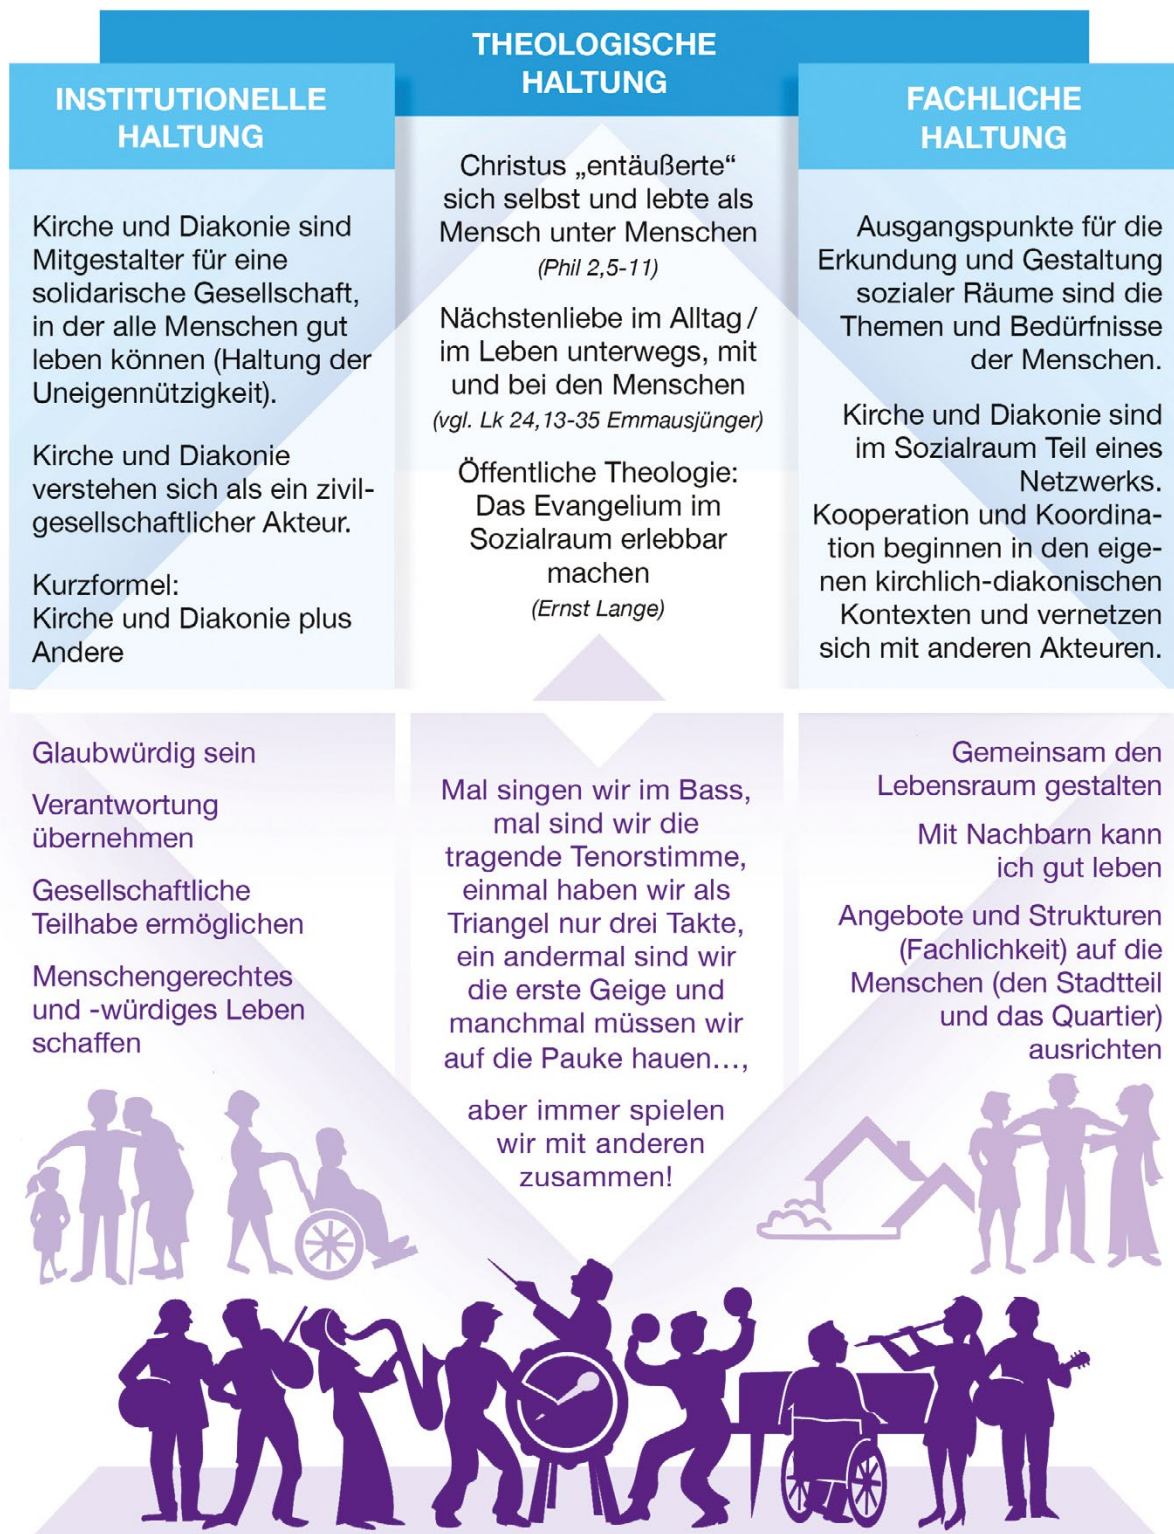 THEOLOGISCHE
HALTUNG
INSTITUTIONELLE
HALTUNG
FACHLICHE
HALTUNG
Kirche und Diakonie sind
Mitgestalter für eine
solidarische Gesellschaft,
in der alle Menschen gut
leben können (Haltung der
Uneigennützigkeit).
Kirche und Diakonie
verstehen sich als ein zivil-
gesellschaftlicher Akteur.
Kurzformel:
Kirche und Diakonie plus
Andere
Christus „entäußerte“
sich selbst und lebte als
Mensch unter Menschen
(Phil 2,5-11)
Nächstenliebe im Alltag /
im Leben unterwegs, mit
und bei den Menschen
(vgl. Lk 24,13-35 Emmausjünger)
Öffentliche Theologie:
Das Evangelium im
Sozialraum erlebbar
machen
(Ernst Lange)
Ausgangspunkte für die
Erkundung und Gestaltung
sozialer Räume sind die
Themen und Bedürfnisse
der Menschen.
Kirche und Diakonie sind
im Sozialraum Teil eines
Netzwerks.
Kooperation und Koordina-
tion beginnen in den eige-
nen kirchlich-diakonischen
Kontexten und vernetzen
sich mit anderen Akteuren.
Glaubwürdig sein
Verantwortung
übernehmen
Gesellschaftliche
Teilhabe ermöglichen
Menschengerechtes
und -würdiges Leben
schaffen
Mal singen wir im Bass,
mal sind wir die
tragende Tenorstimme,
einmal haben wir als
Triangel nur drei Takte,
ein andermal sind wir
die erste Geige und
manchmal müssen wir
auf die Pauke hauen…,
aber immer spielen
wir mit anderen
zusammen!
Gemeinsam den
Lebensraum gestalten
Mit Nachbarn kann
ich gut leben
Angebote und Strukturen
(Fachlichkeit) auf die
Menschen (den Stadtteil
und das Quartier)
ausrichten